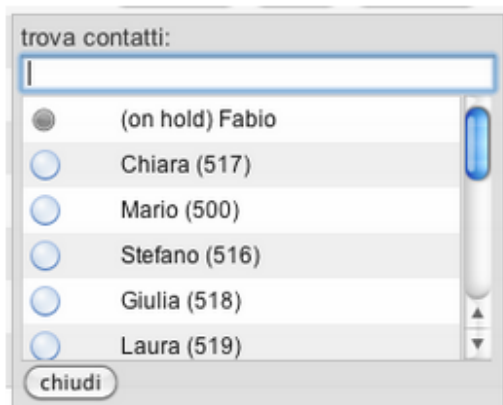 trova contatti:
(on hold) Fabio
Chiara (517)
Mario (500)
Stefano (516)
Giulia (518)
Laura (519)
chiudi